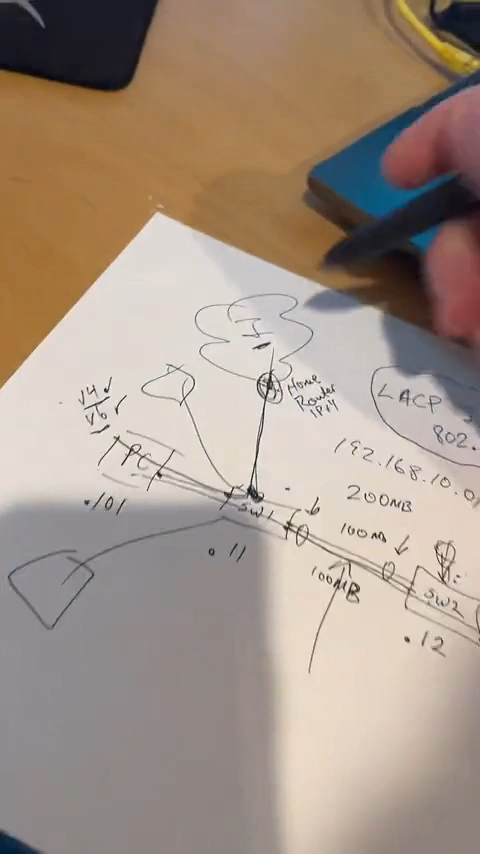 I
Home
Router
IPv4
LACP
802.
V4 ✓
V6 ✓
192.168.10.0/
PC
200MB
.101
SW1
100MB
.11
100MB
SW2
.12